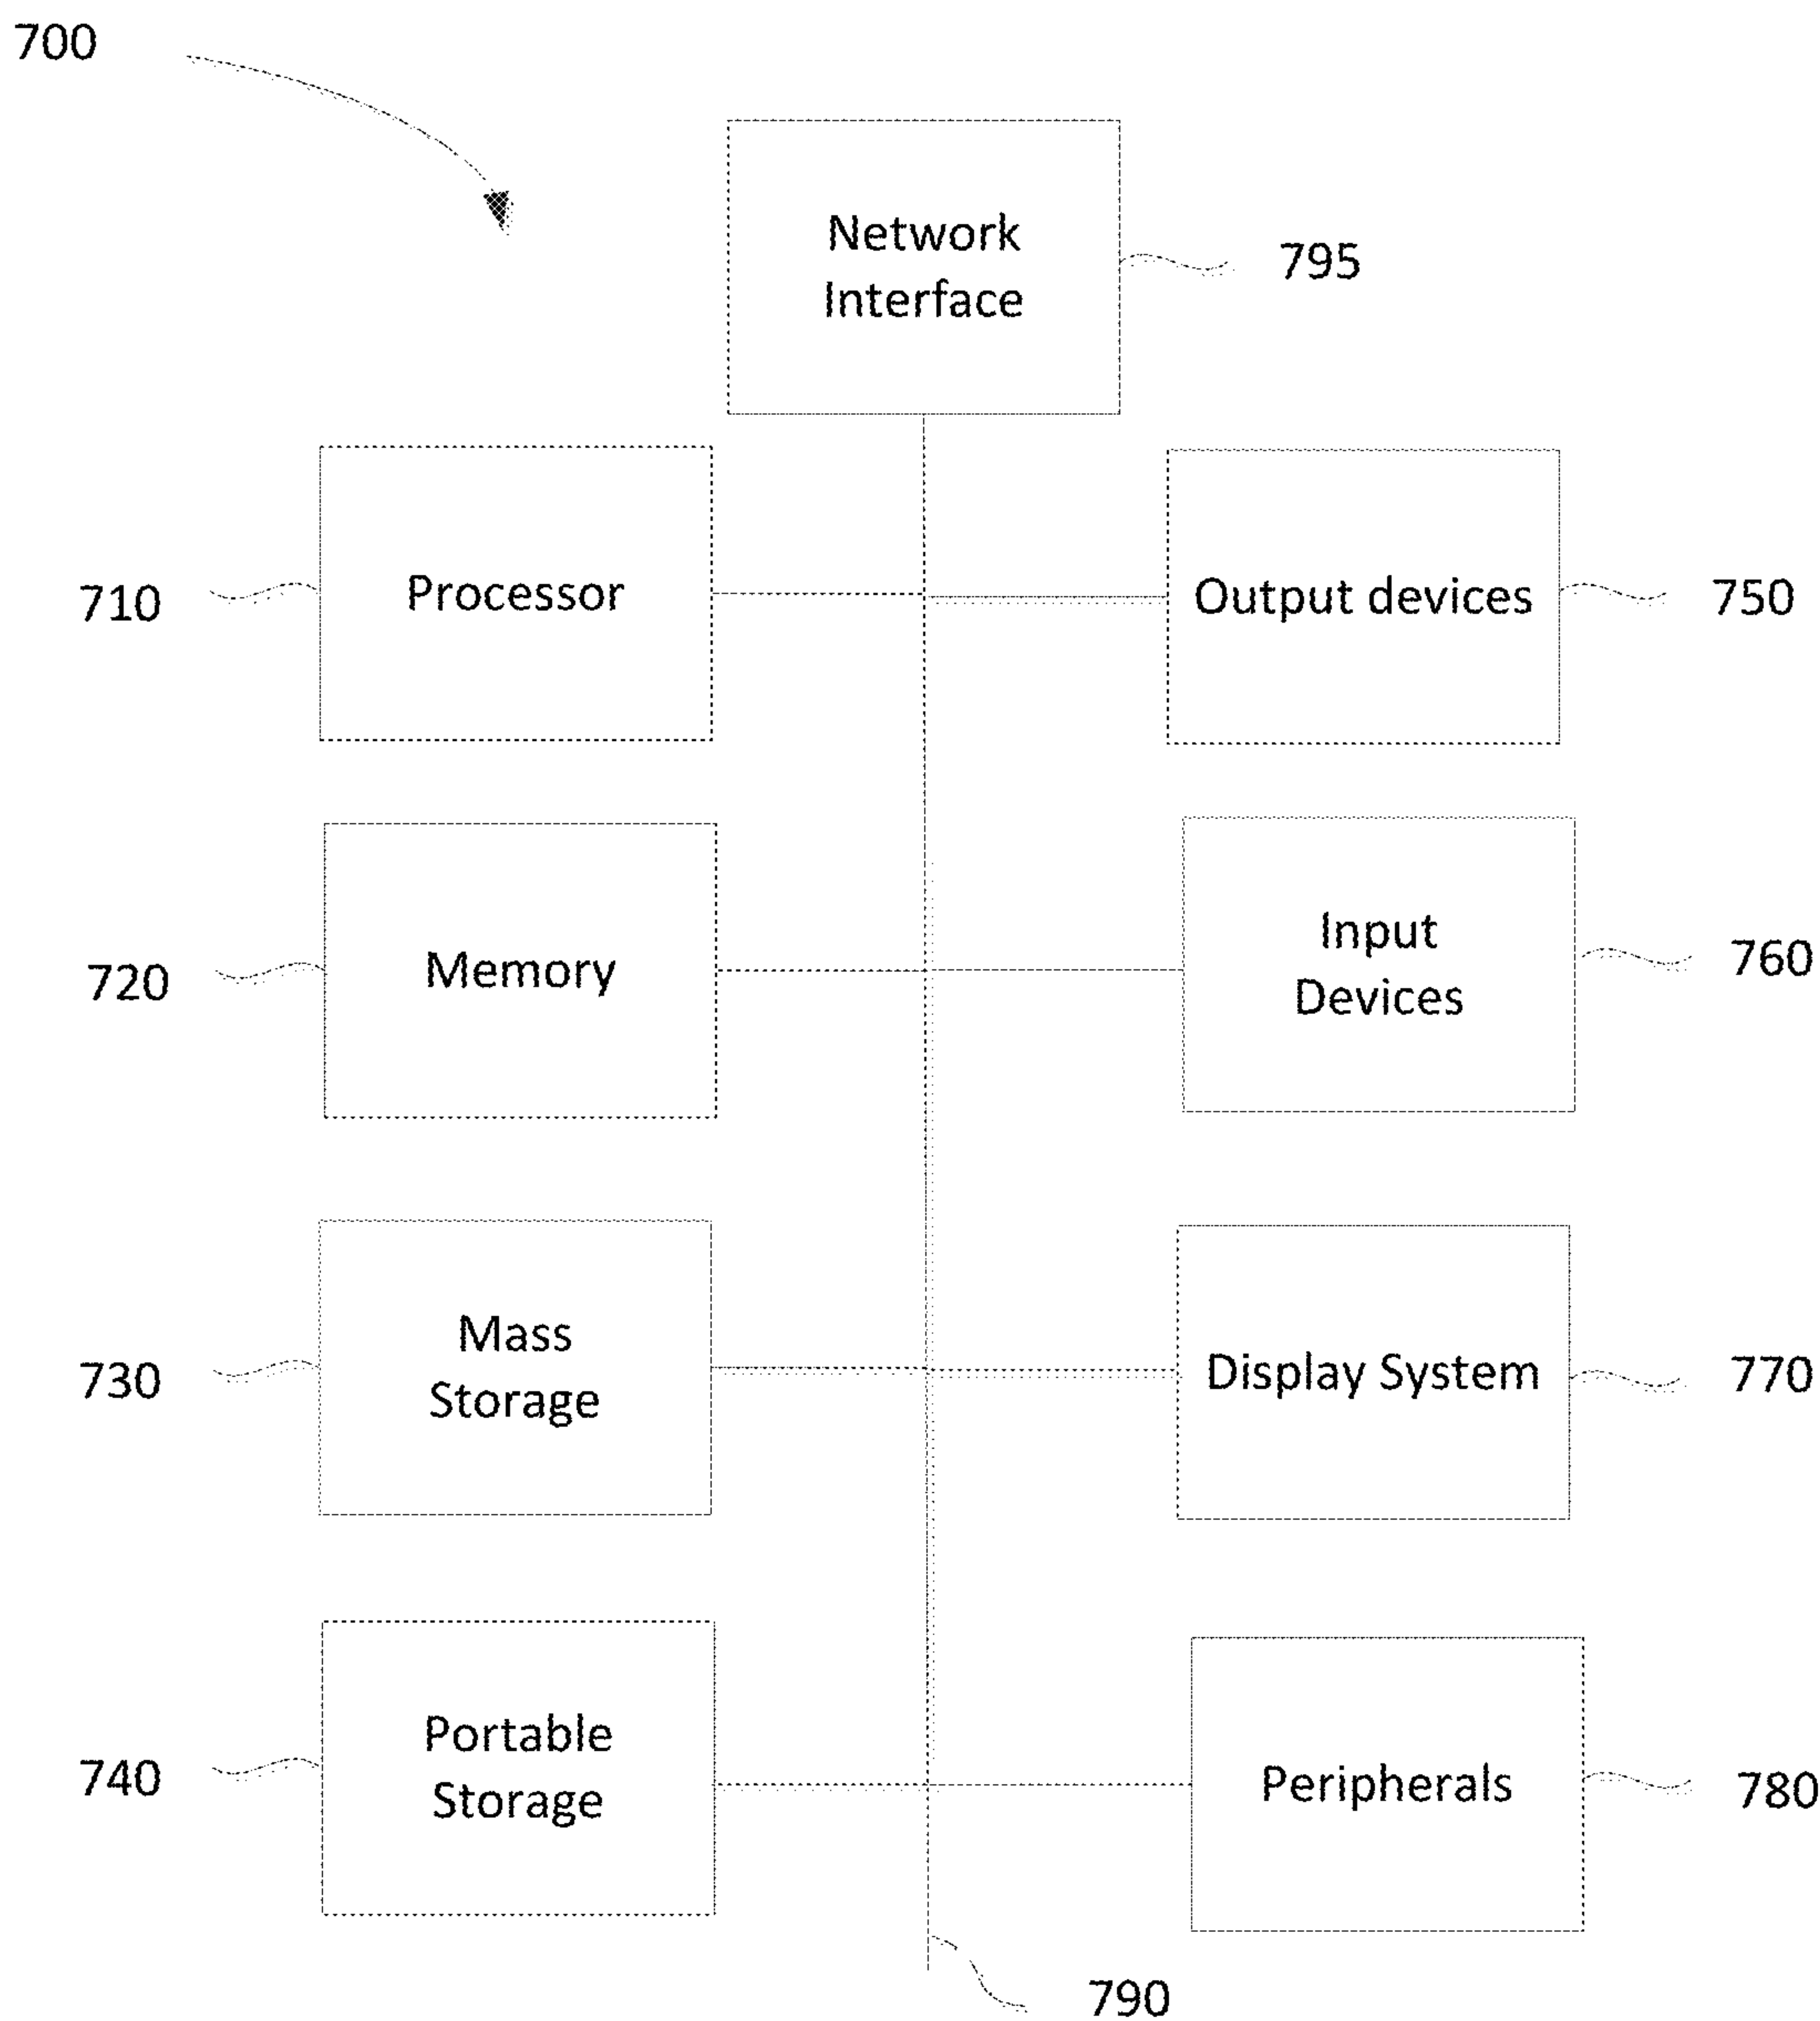 700
Network
Interface
795
710
Processor
Output devices
750
720
Memory
Input
Devices
760
730
Mass
Storage
Display System
770
740
Portable
Storage
Peripherals
780
790